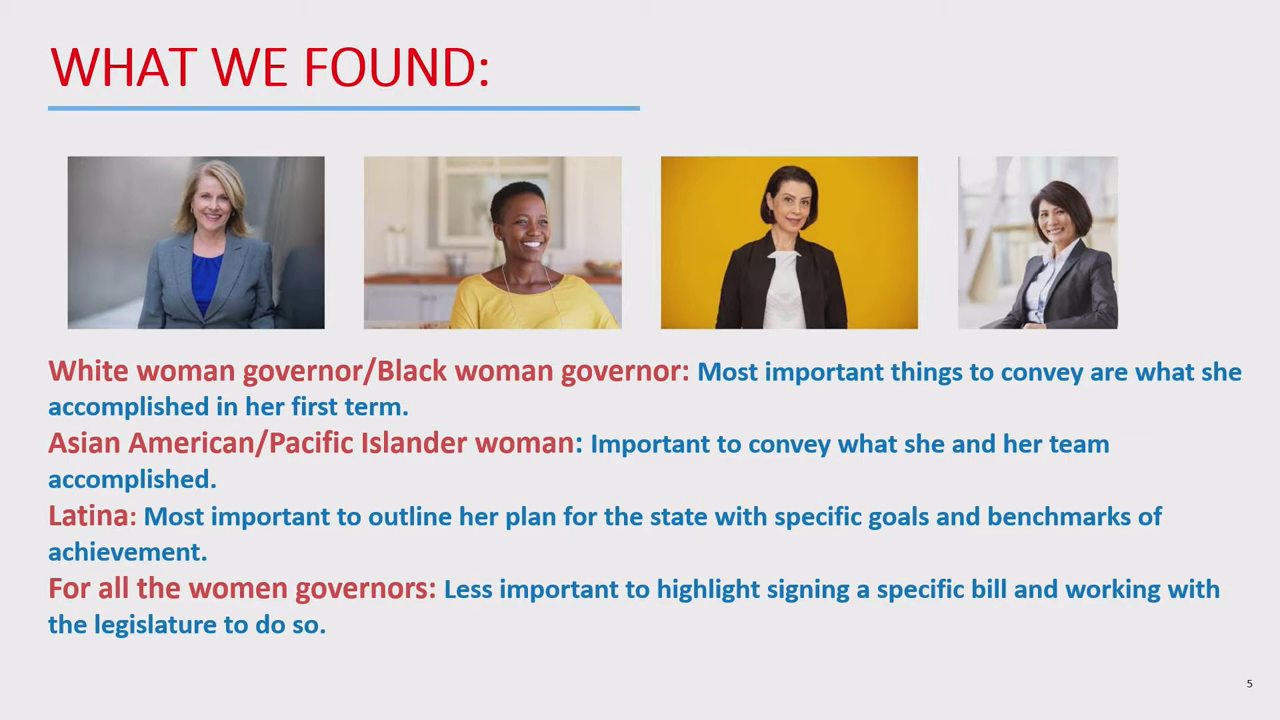 WHAT WE FOUND:
White woman governor/Black woman governor: Most important things to convey are what she
accomplished in her first term.
Asian American/Pacific Islander woman: Important to convey what she and her team
accomplished.
Latina: Most important to outline her plan for the state with specific goals and benchmarks of
achievement.
For all the women governors: Less important to highlight signing a specific bill and working with
the legislature to do so.
5